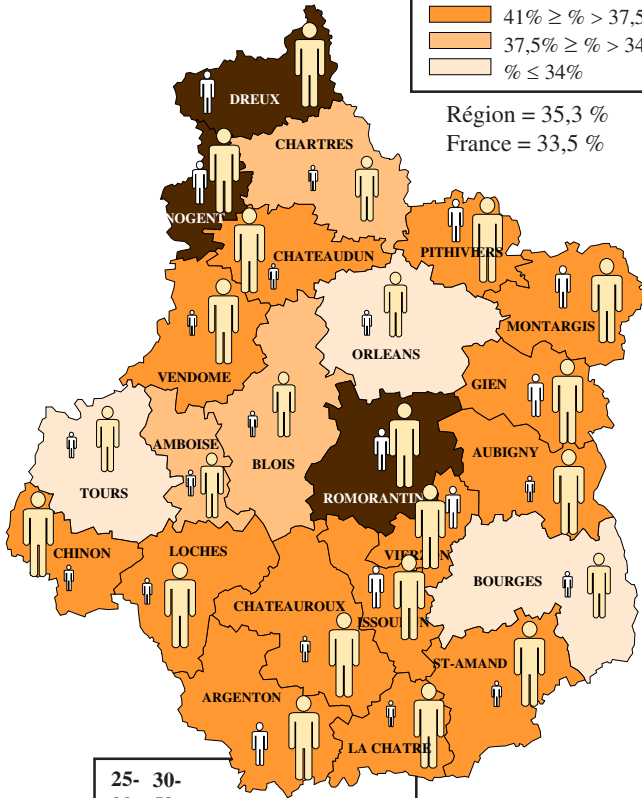 41% ≥ % > 37,5
37,5% ≥ % > 34
% ≤ 34%
Région = 35,3 %
France = 33,5 %
DREUX
CHARTRES
NOGENT
CHATEAUDUN
PITHIVIERS
MONTARGIS
ORLEANS
VENDOME
GIEN
AMBOISE
BLOIS
AUBIGNY
TOURS
ROMORANTIN
CHINON
LOCHES
VIERZON
BOURGES
CHATEAUROUX
ISSOUDUN
ST-AMAND
ARGENTON
LA CHATRE
25- 30-